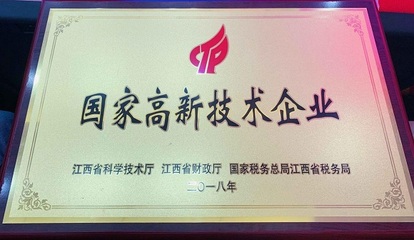 国家高新技术企业
江西省科学技术厅 江西省财政厅 国家税务总局江西省税务局
二〇一八年